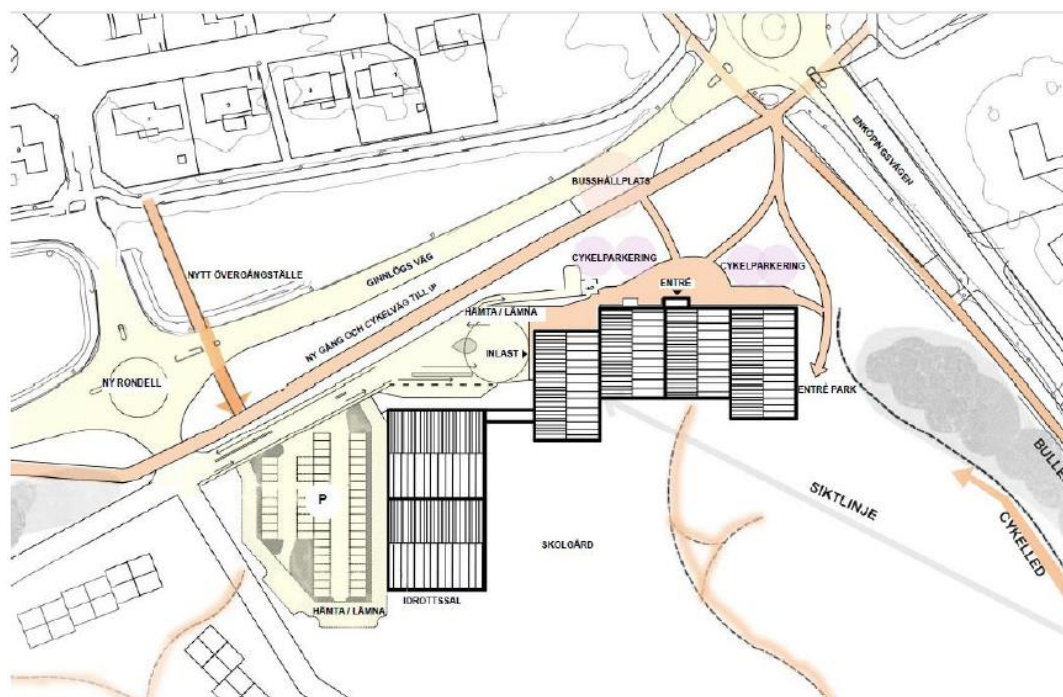 ENKÖPINGSVÄGEN
BUSSHÅLLPLATS
NYTT ÖVERGÅNGSTÄLLE
GINNLÖGS VÄG
CYKELPARKERING
CYKELPARKERING
ENTRÉ
NY GÅNG OCH CYKELVÄG TILL
HÄMTA / LÄMNA
INLAST
NY RONDELL
ENTRÉ PARK
BULLE
SIKTLINJE
CYKELLED
P
SKOLGÅRD
IDROTTSSAL
HÄMTA / LÄMNA